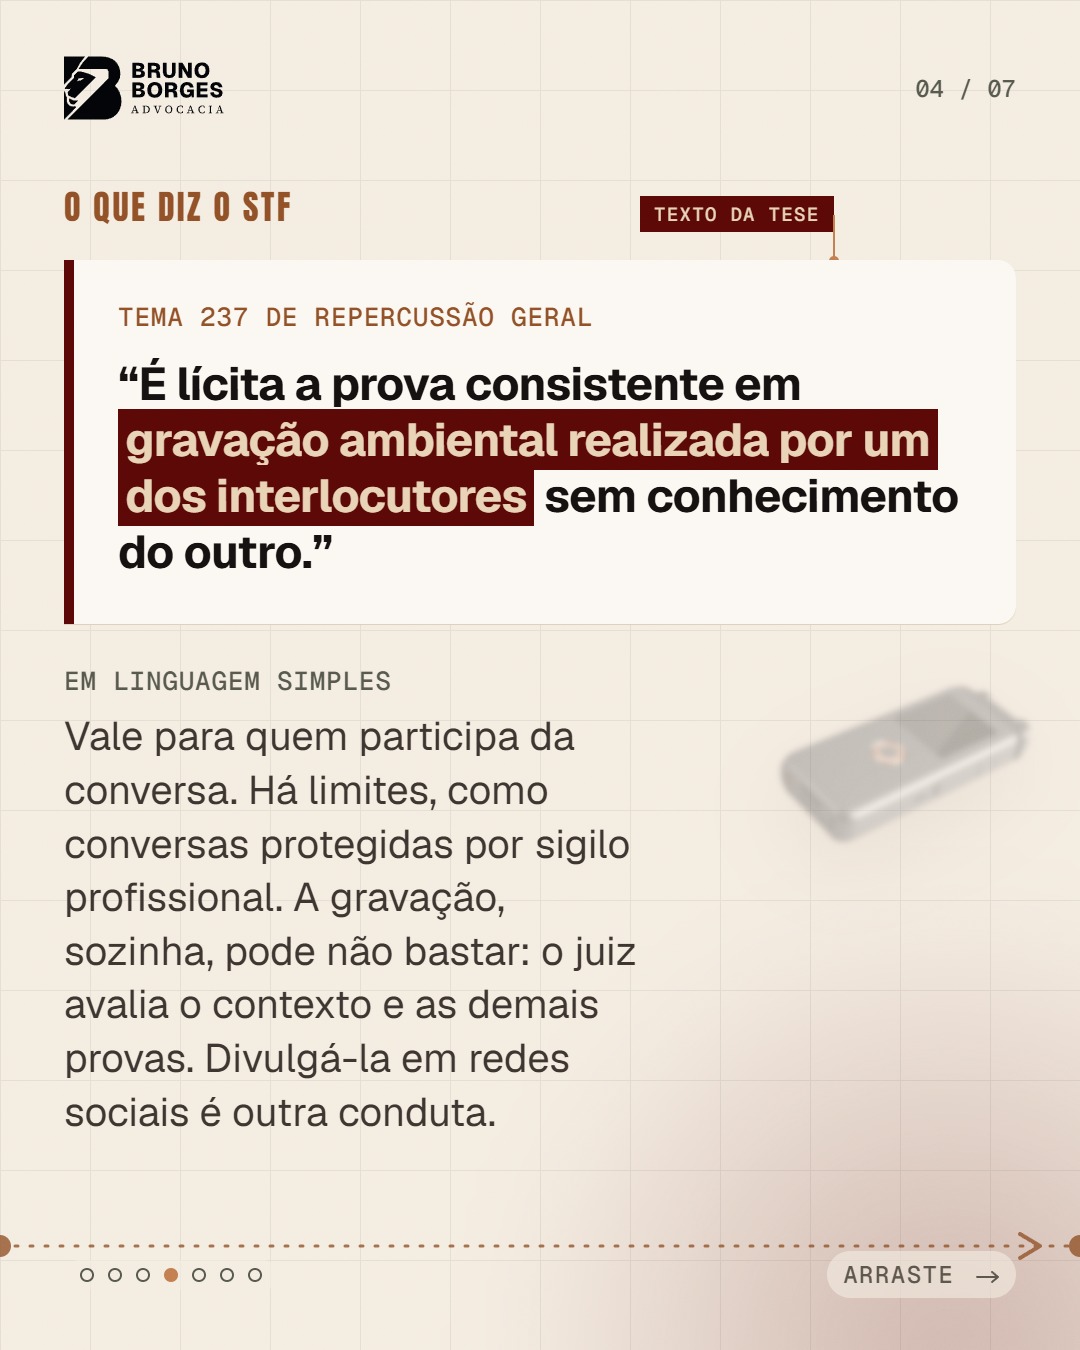 BRUNO
BORGES
ADVOCACIA
04 / 07
O QUE DIZ O STF
TEXTO DA TESE
TEMA 237 DE REPERCUSSÃO GERAL
“É lícita a prova consistente em
gravação ambiental realizada por um
dos interlocutores sem conhecimento
do outro.”
EM LINGUAGEM SIMPLES
Vale para quem participa da
conversa. Há limites, como
conversas protegidas por sigilo
profissional. A gravação,
sozinha, pode não bastar: o juiz
avalia o contexto e as demais
provas. Divulgá-la em redes
sociais é outra conduta.
ARRASTE →